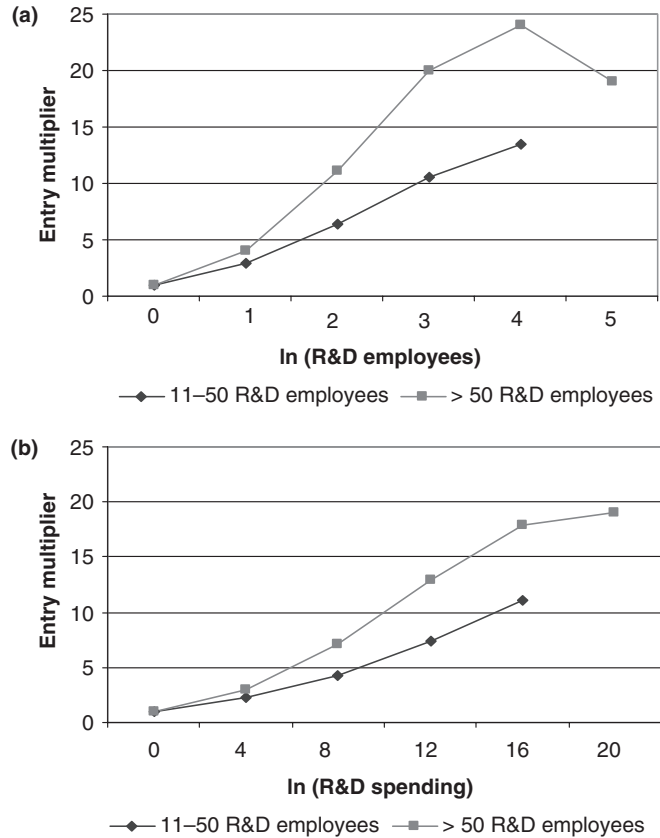 (a)
25
20
15
10
5
0
Entry multiplier
0 1 2 3 4 5
ln (R&D employees)
11–50 R&D employees > 50 R&D employees
(b)
25
20
15
10
5
0
Entry multiplier
0 4 8 12 16 20
ln (R&D spending)
11–50 R&D employees > 50 R&D employees